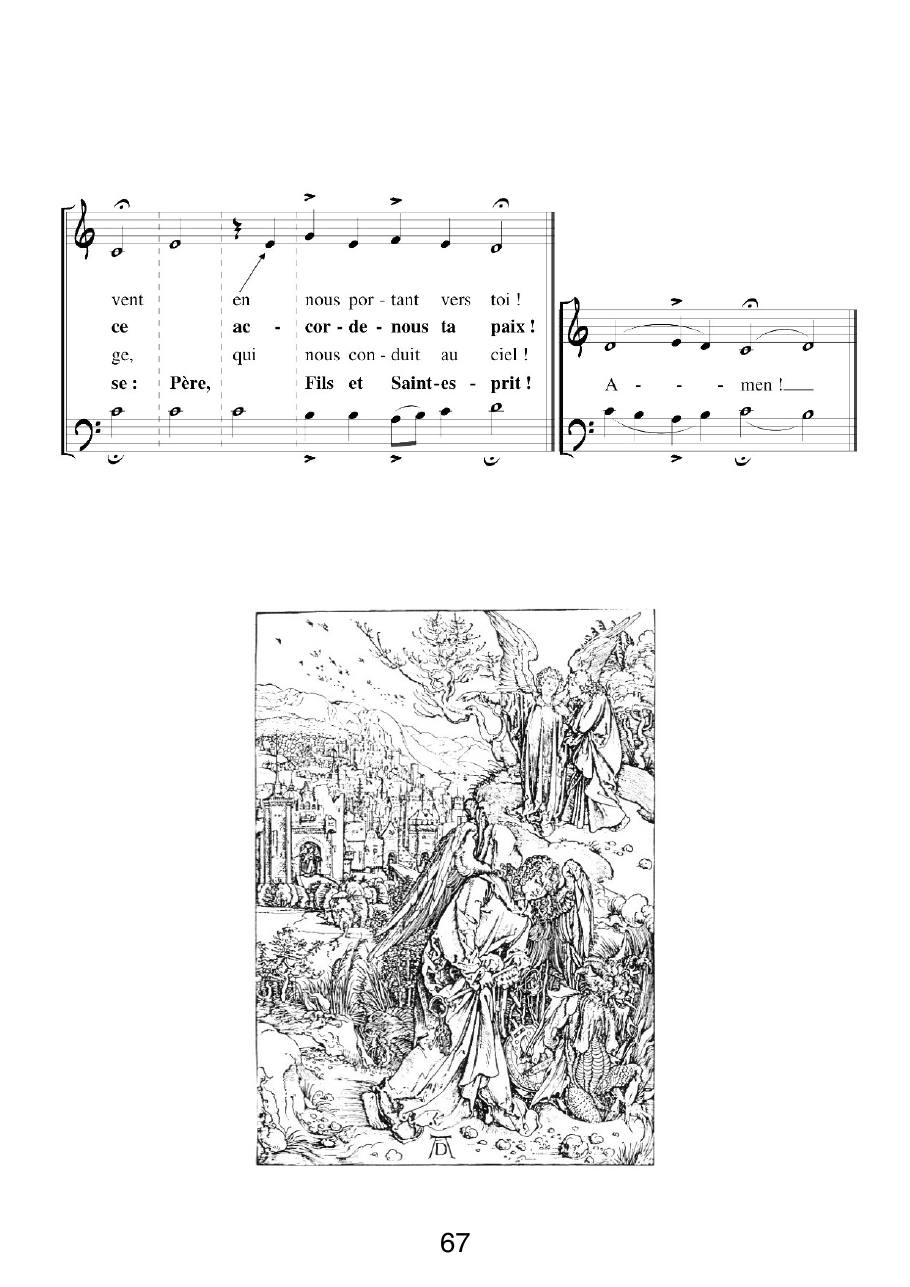 vent en nous por - tant vers toi !
ce ac - cor - de - nous ta paix !
ge, qui nous con - duit au ciel !
se : Père, Fils et Saint-es - prit !
A - - - men !
AD
67